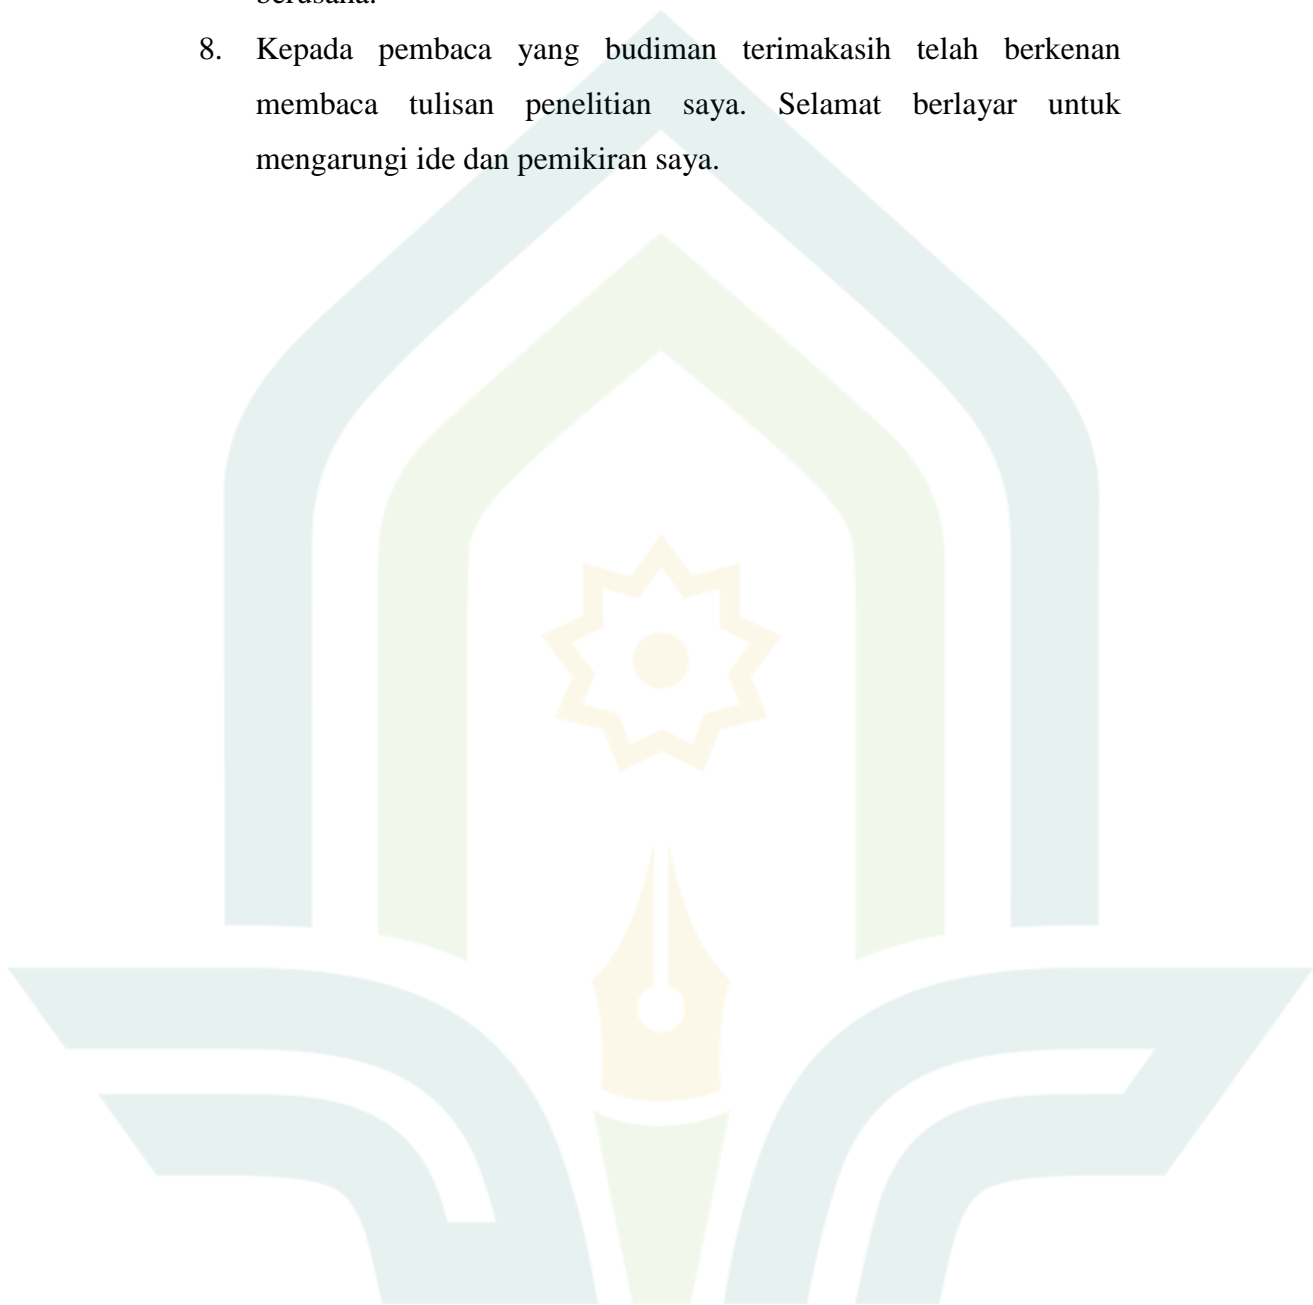 8. Kepada pembaca yang budiman terimakasih telah berkenan
membaca tulisan penelitian saya. Selamat berlayar untuk
mengarungi ide dan pemikiran saya.